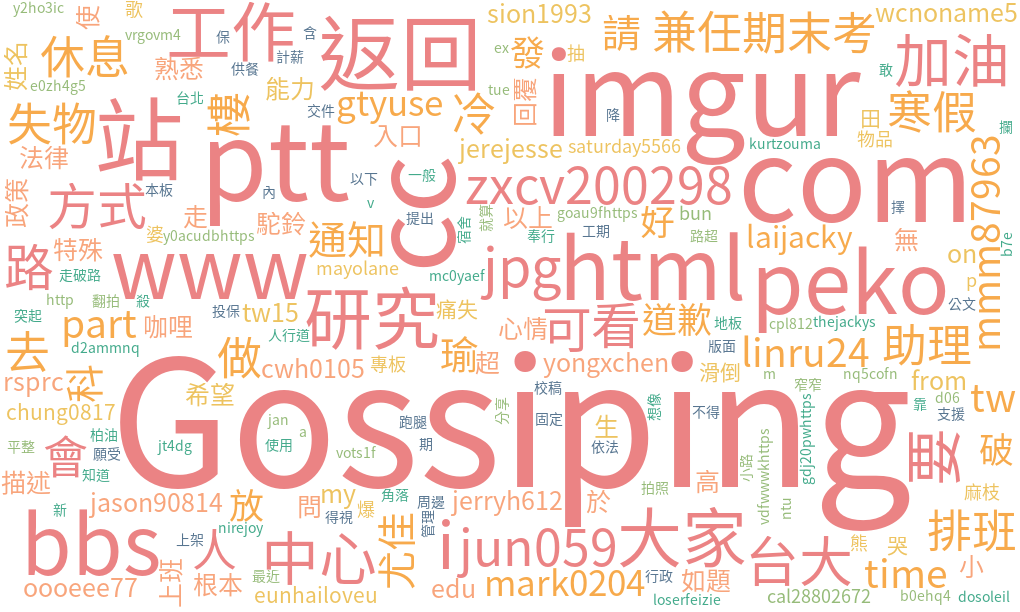 y2ho3ic
使
歌
工作
保
含
返回
sion1993
請
兼任期末考
wcnoname5
vrgovm4
姓名
休息
熟悉
供餐
計薪
ex
發
抽
加油
敢
e0zh4g5
台北
能力
tue
imgur
失物
站
樓
交件
gtyuse
冷
回覆
降
田
寒假
攔
法律
ptt
入口
jerejesse
saturday5566
kurtzouma
物品
mmm87963
政策
方式
本板
內
以下
cc
一般
zxcv200298
com
走
駝鈴
v
提出
宿舍
就算
以上
goau9fhttps
好
bun
擇
路
特殊
婆
y0acudbhttps
通知
奉行
工期
路超
laijacky
無
b7e
走破路
www
mayolane
mc0yaef
jpg
html
peko
on
p
http
翻拍
殺
投保
tw15
研究
痛失
心情
可看
道歉
地板
cpl812
thejackys
公文
突起
part
咖哩
人行道
去
d2ammnq
做
瑜
超
yongxchen
版面
linru24
助理
rsprc
科
cwh0105
專板
滑倒
m
窄窄
nq5cofn
from
chung0817
希望
Gossiping
校稿
想像
不得
gdj20pwhttps
霏
d06
支援
tw
平整
柏油
會
jan
a
使用
跑腿
分享
固定
生
依法
要
破
願受
jt4dg
vots1f
期
小路
vdfwwwkhttps
描述
知道
角落
拍照
高
ntu
麻枝
jason90814
放
問
my
爆
周邊
jerryh612
於
新
bbs
nirejoy
得視
管理
排班
上架
人
中心
尤佳
ijun059
大家
台大
熊
哭
oooeee77
上班
根本
最近
eunhailoveu
edu
mark0204
行政
如題
time
小
loserfeizie
cal28802672
b0ehq4
dosoleil